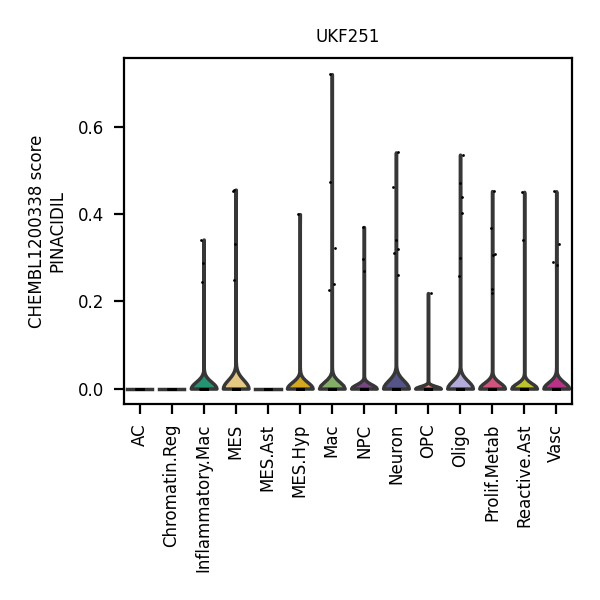 UKF251
CHEMBL1200338 score
PINACIDIL
0.6
0.4
0.2
0.0
AC
Chromatin.Reg
Inflammatory.Mac
MES
MES.Ast
MES.Hyp
Mac
NPC
Neuron
OPC
Oligo
Prolif.Metab
Reactive.Ast
Vasc